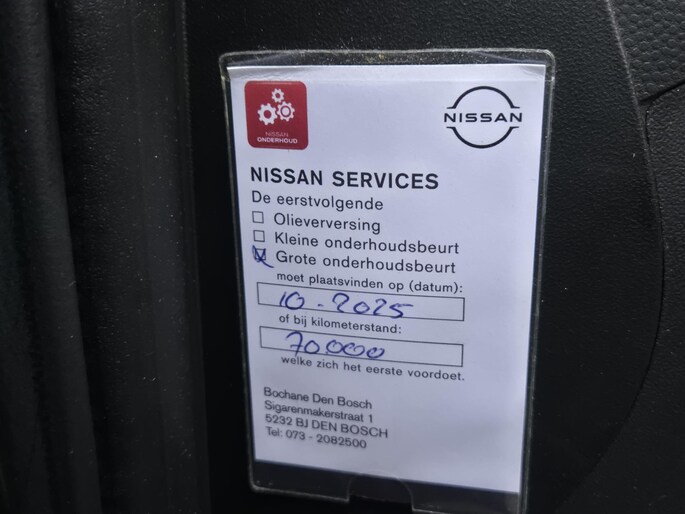 NISSAN
ONDERHOUD
NISSAN
NISSAN SERVICES
De eerstvolgende
Olieverversing
Kleine onderhoudsbeurt
Grote onderhoudsbeurt
moet plaatsvinden op (datum):
10-2025
of bij kilometerstand:
70000
welke zich het eerste voordoet.
Bochane Den Bosch
Sigarenmakerstraat 1
5232 BJ DEN BOSCH
Tel: 073 - 2082500